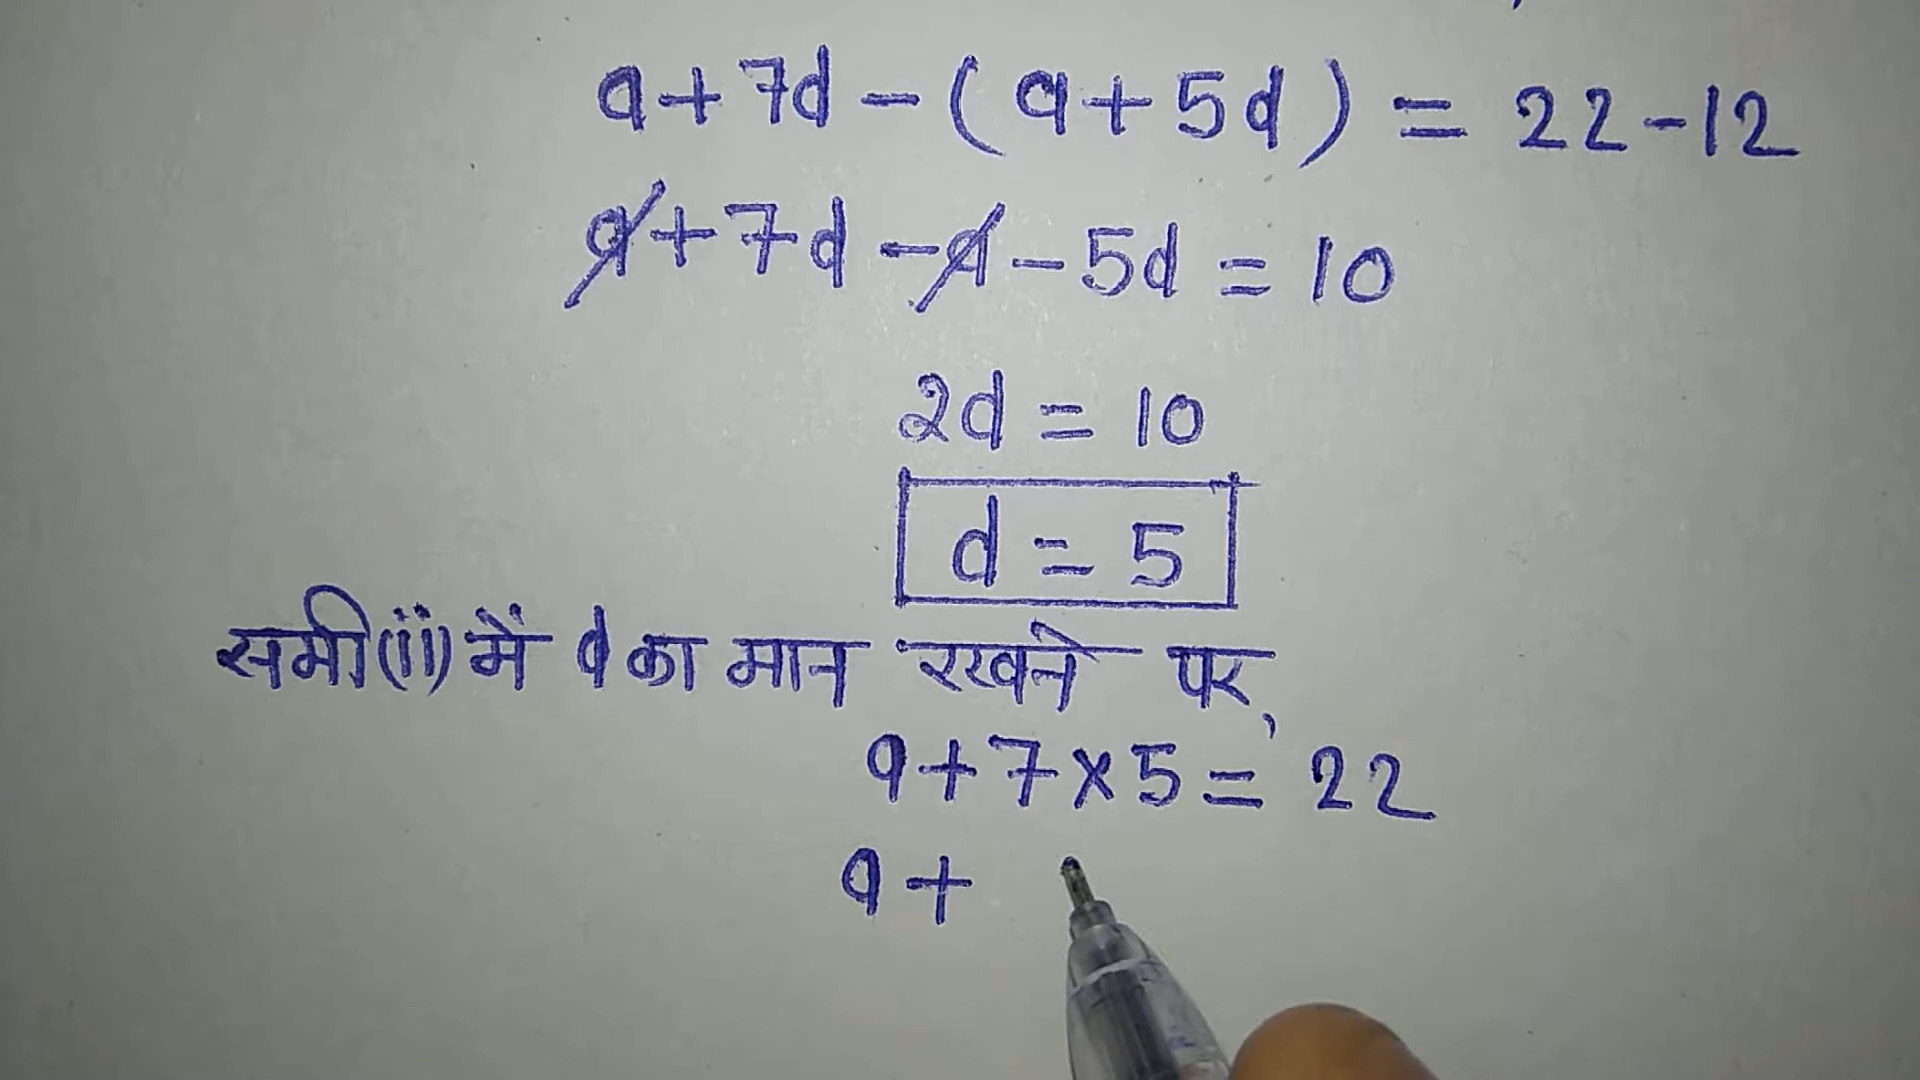 a + 7d - ( a + 5d ) = 22 - 12
a + 7d - a - 5d = 10
2d = 10
d = 5
समी(ii) में d का मान रखने पर,
a + 7 × 5 = 22
a +